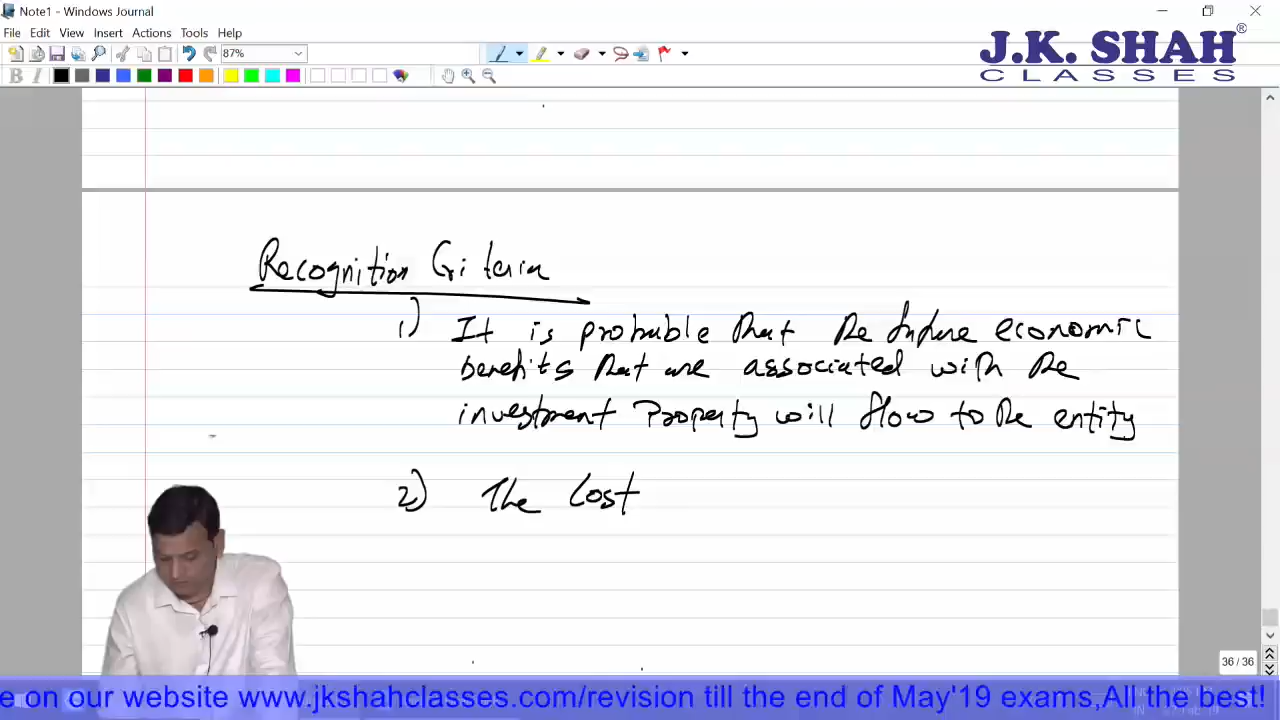 Note1 - Windows Journal
File Edit View Insert Actions Tools Help
87%
B I
J.K. SHAH®
CLASSES
Recognition Criteria
1) It is probable that the future economic
benefits that are associated with the
investment Property will flow to the entity
2) The Cost
36 / 36
e on our website www.jkshahclasses.com/revision till the end of May'19 exams,All the best!